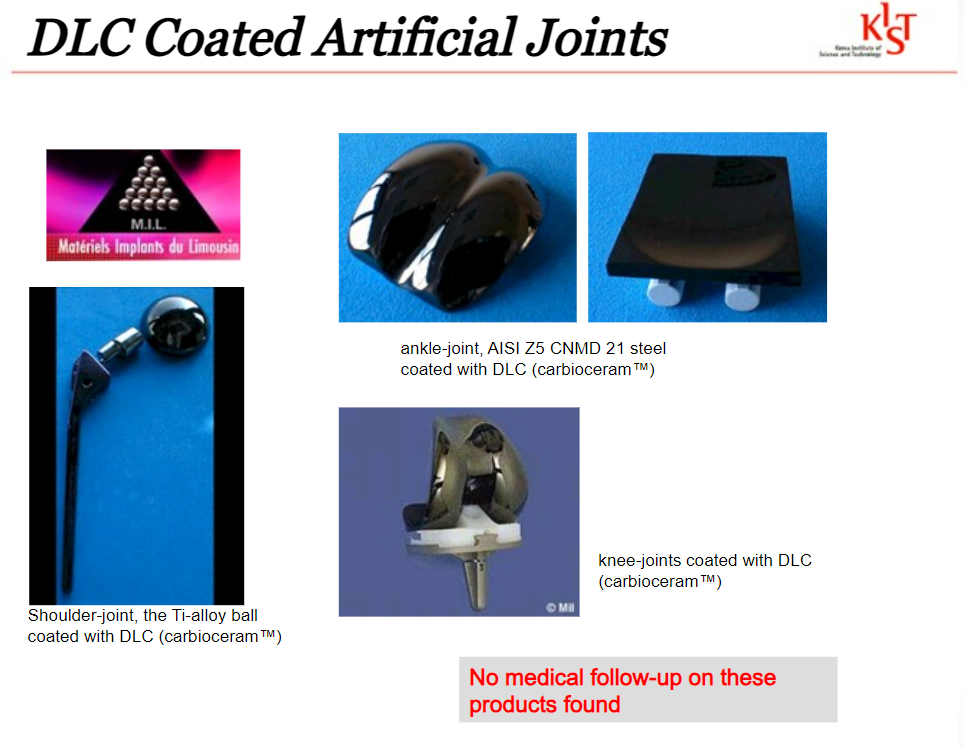 DLC Coated Artificial Joints
KIST
Korea Institute of
Science and Technology
M.I.L.
Matériels Implants du Limousin
ankle-joint, AISI Z5 CNMD 21 steel
coated with DLC (carbioceram™)
© Mil
knee-joints coated with DLC
(carbioceram™)
Shoulder-joint, the Ti-alloy ball
coated with DLC (carbioceram™)
No medical follow-up on these
products found